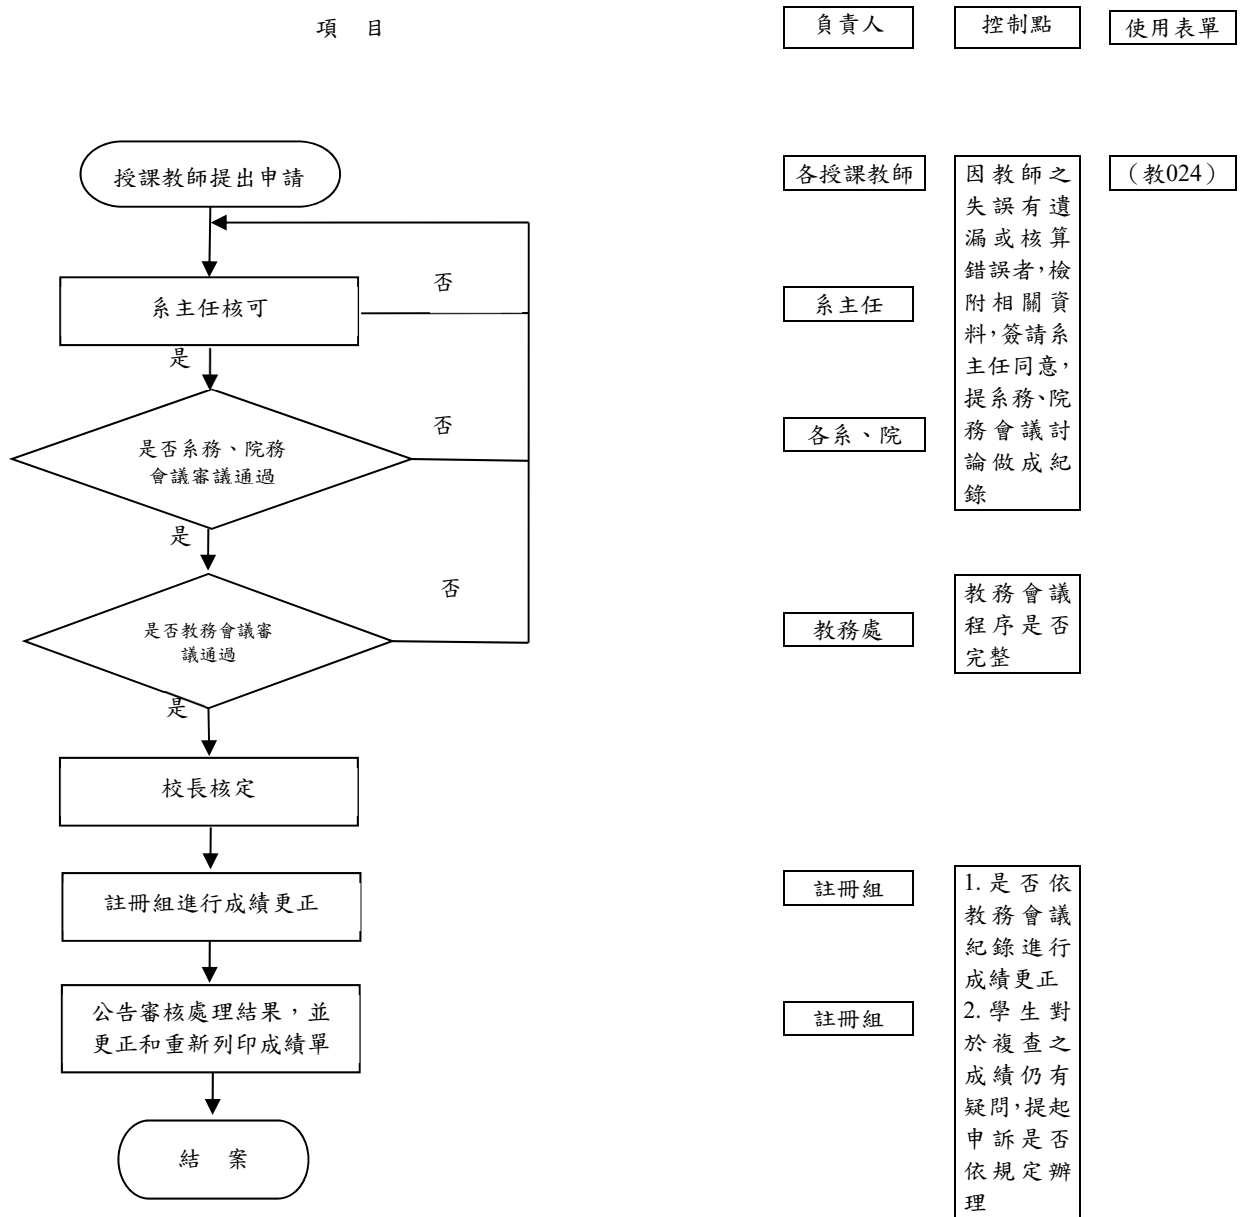 項 目
負責人
控制點
使用表單
授課教師提出申請
各授課教師
因教師之
失誤有遺
漏或核算
錯誤者，檢
附相關資
料，簽請系
主任同意，
提系務、院
務會議討
論做成紀
錄
（教024）
否
系主任核可
系主任
是
否
是否系務、院務
會議審議通過
各系、院
是
否
是否教務會議審
議通過
教務處
教務會議
程序是否
完整
是
校長核定
註冊組進行成績更正
註冊組
1. 是否依
教務會議
紀錄進行
成績更正
2. 學生對
於複查之
成績仍有
疑問，提起
申訴是否
依規定辦
理
公告審核處理結果，並
更正和重新列印成績單
註冊組
結 案